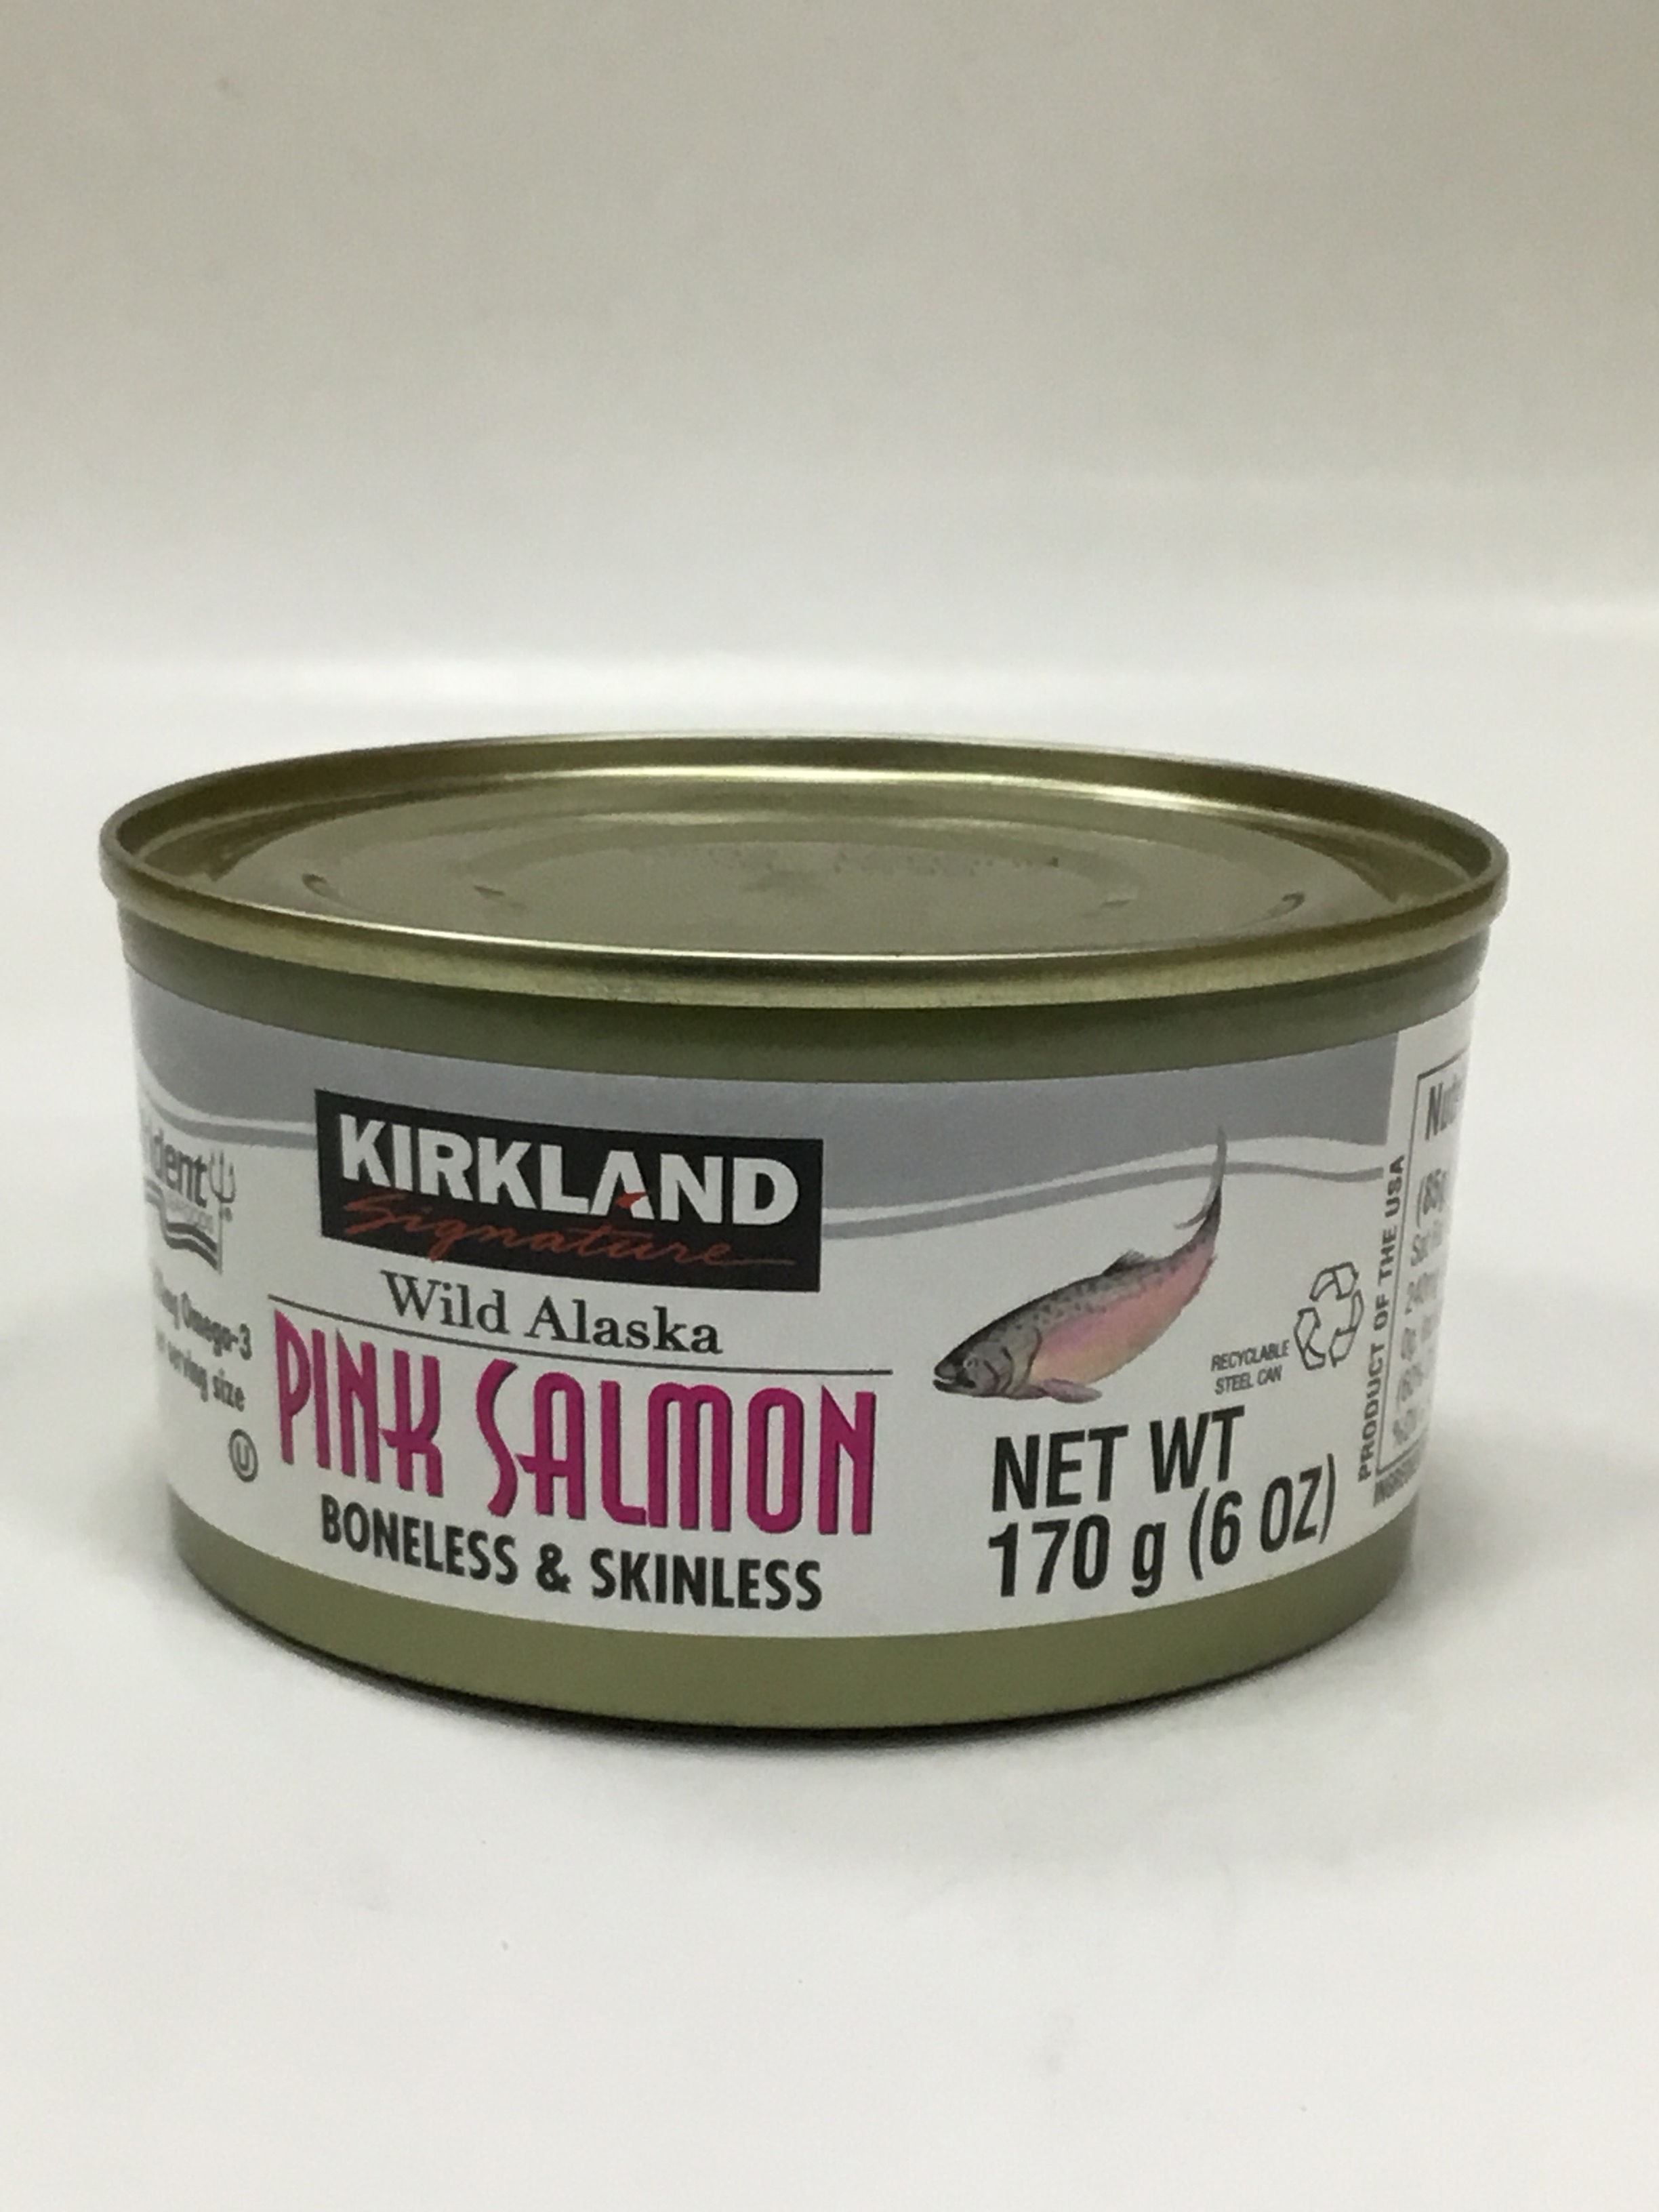 KIRKLAND
Signature
Wild Alaska
PINK SALMON
BONELESS & SKINLESS
Omega-3
size
U
RECYCLABLE
STEEL CAN
NET WT
170 g (6 OZ)
PRODUCT OF THE USA